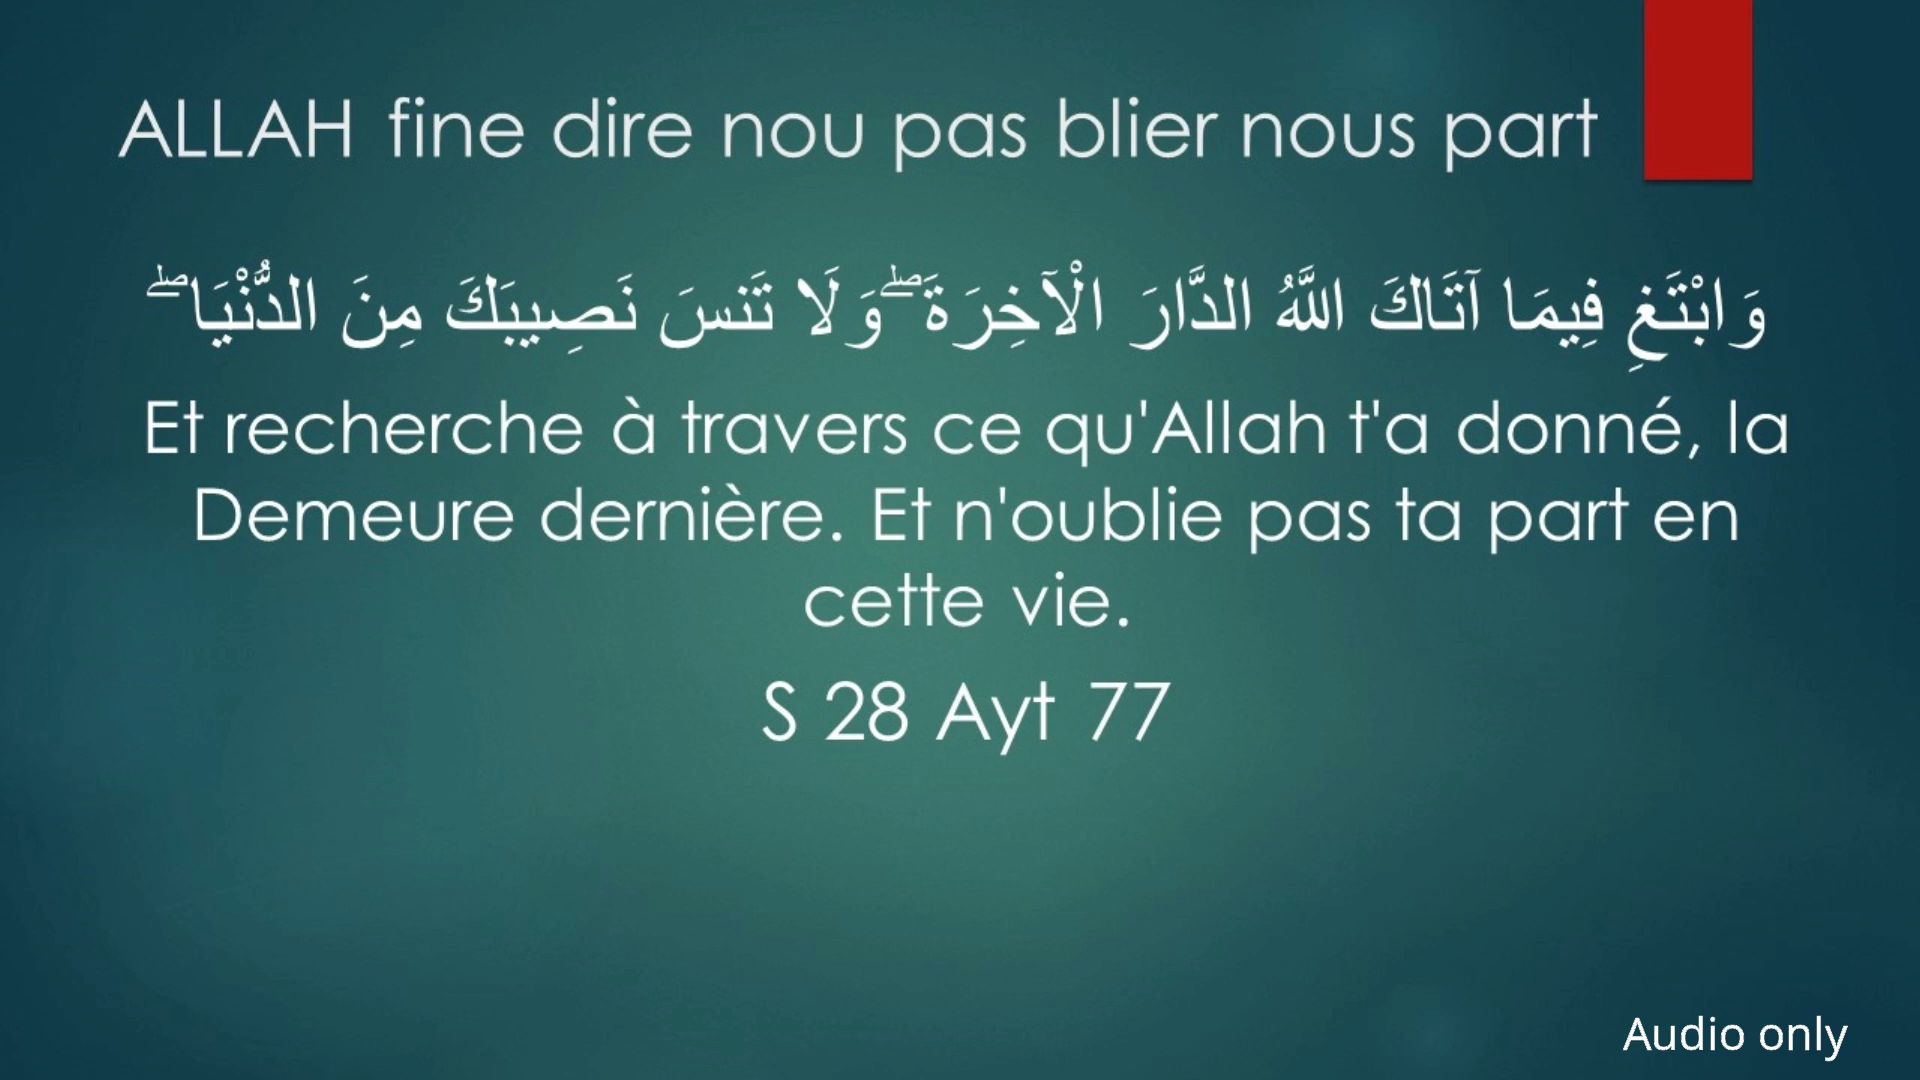 ALLAH fine dire nou pas blier nous part
وَابْتَغِ فِيمَا آتَاكَ اللَّهُ الدَّارَ الْآخِرَةَ ۖ وَلَا تَنسَ نَصِيبَكَ مِنَ الدُّنْيَا ۖ
Et recherche à travers ce qu'Allah t'a donné, la
Demeure dernière. Et n'oublie pas ta part en
cette vie.
S 28 Ayt 77
Audio only